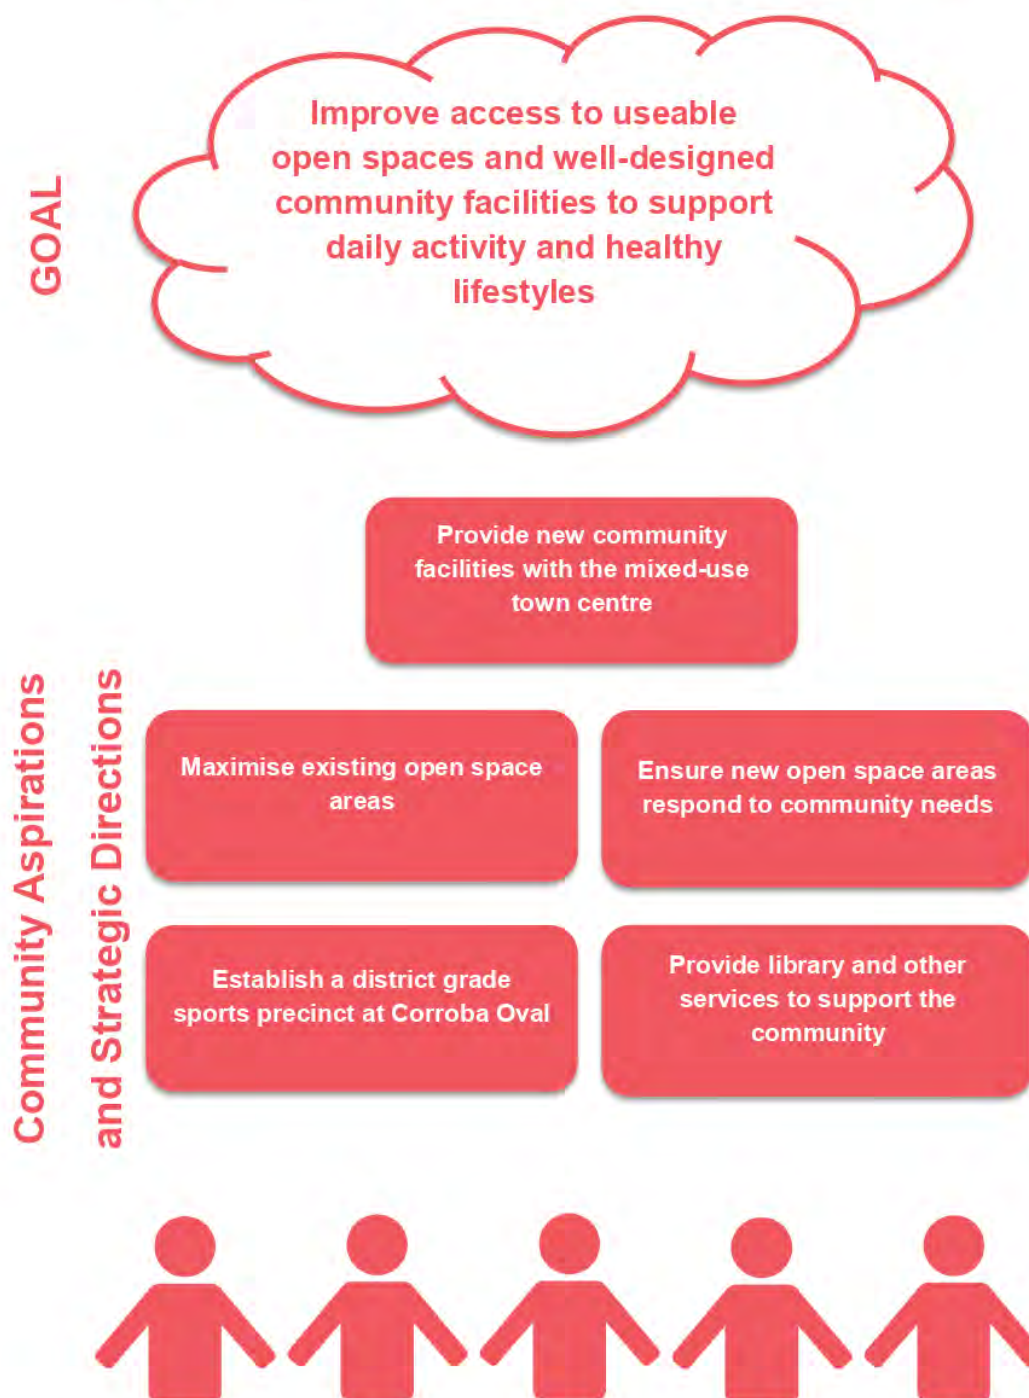 GOAL
Improve access to useable
open spaces and well-designed
community facilities to support
daily activity and healthy
lifestyles
Community Aspirations
and Strategic Directions
Provide new community
facilities with the mixed-use
town centre
Maximise existing open space
areas
Ensure new open space areas
respond to community needs
Establish a district grade
sports precinct at Corroba Oval
Provide library and other
services to support the
community